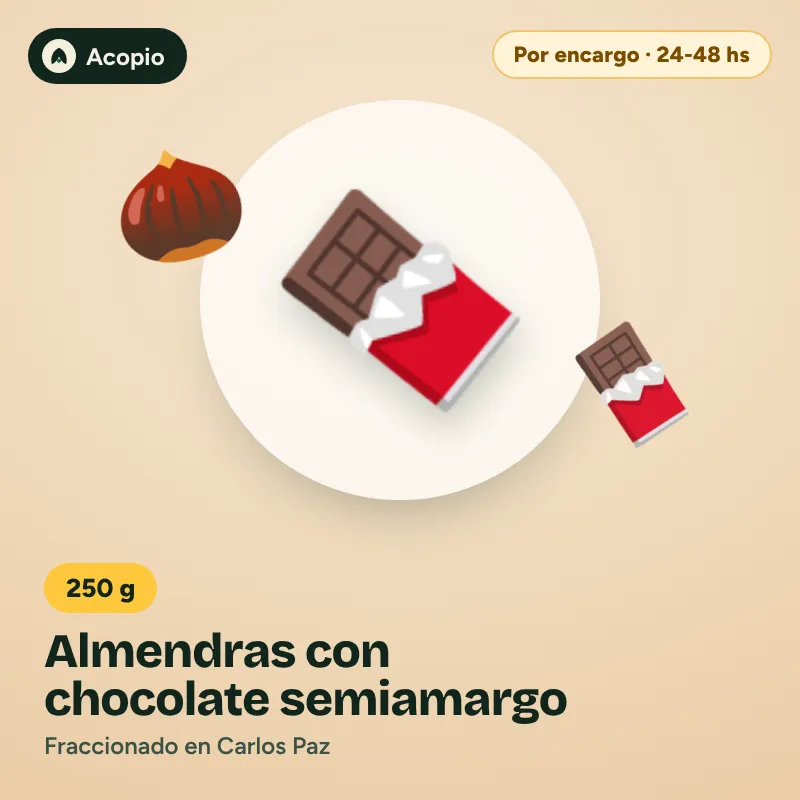 Acopio
Por encargo · 24-48 hs
250 g
Almendras con
chocolate semiamargo
Fraccionado en Carlos Paz